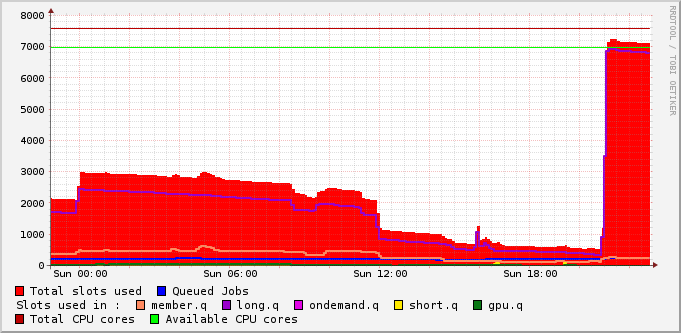 8000
7000
6000
5000
4000
3000
2000
1000
0
Sun 00:00 Sun 06:00 Sun 12:00 Sun 18:00
RRDTOOL / TOBI OETIKER
Total slots used Queued Jobs
Slots used in : member.q long.q ondemand.q short.q gpu.q
Total CPU cores Available CPU cores